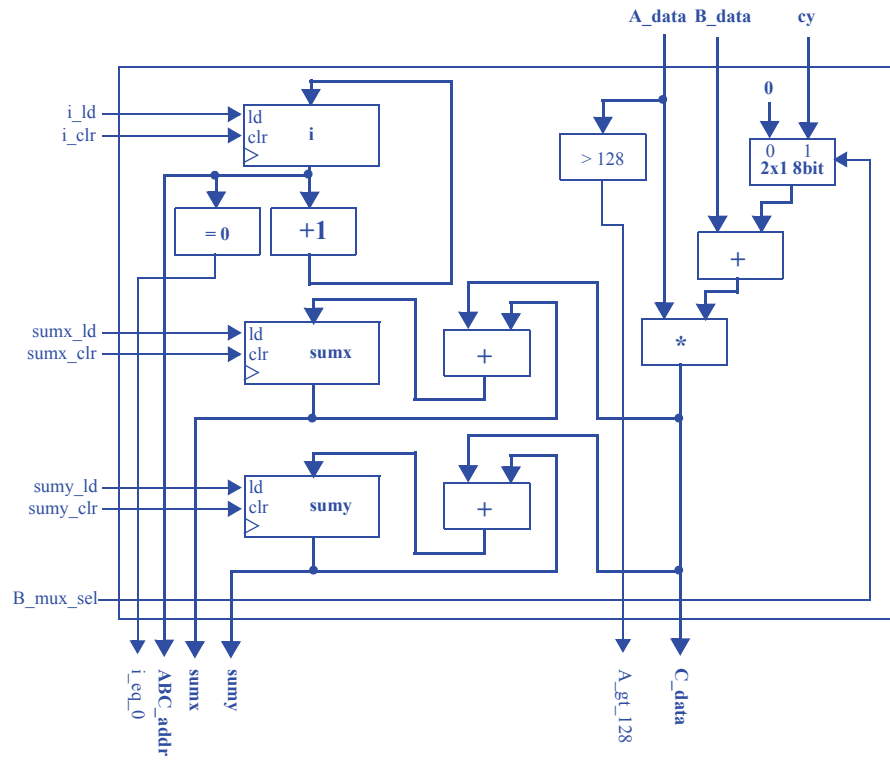 A_data B_data cy
i_ld
i_clr
ld
clr
i
0
> 128
0 1
2x1 8bit
= 0
+1
+
sumx_ld
sumx_clr
ld
clr
sumx
+
*
sumy_ld
sumy_clr
ld
clr
sumy
+
B_mux_sel
i_eq_0
ABC_addr
sumx
sumy
A_gt_128
C_data